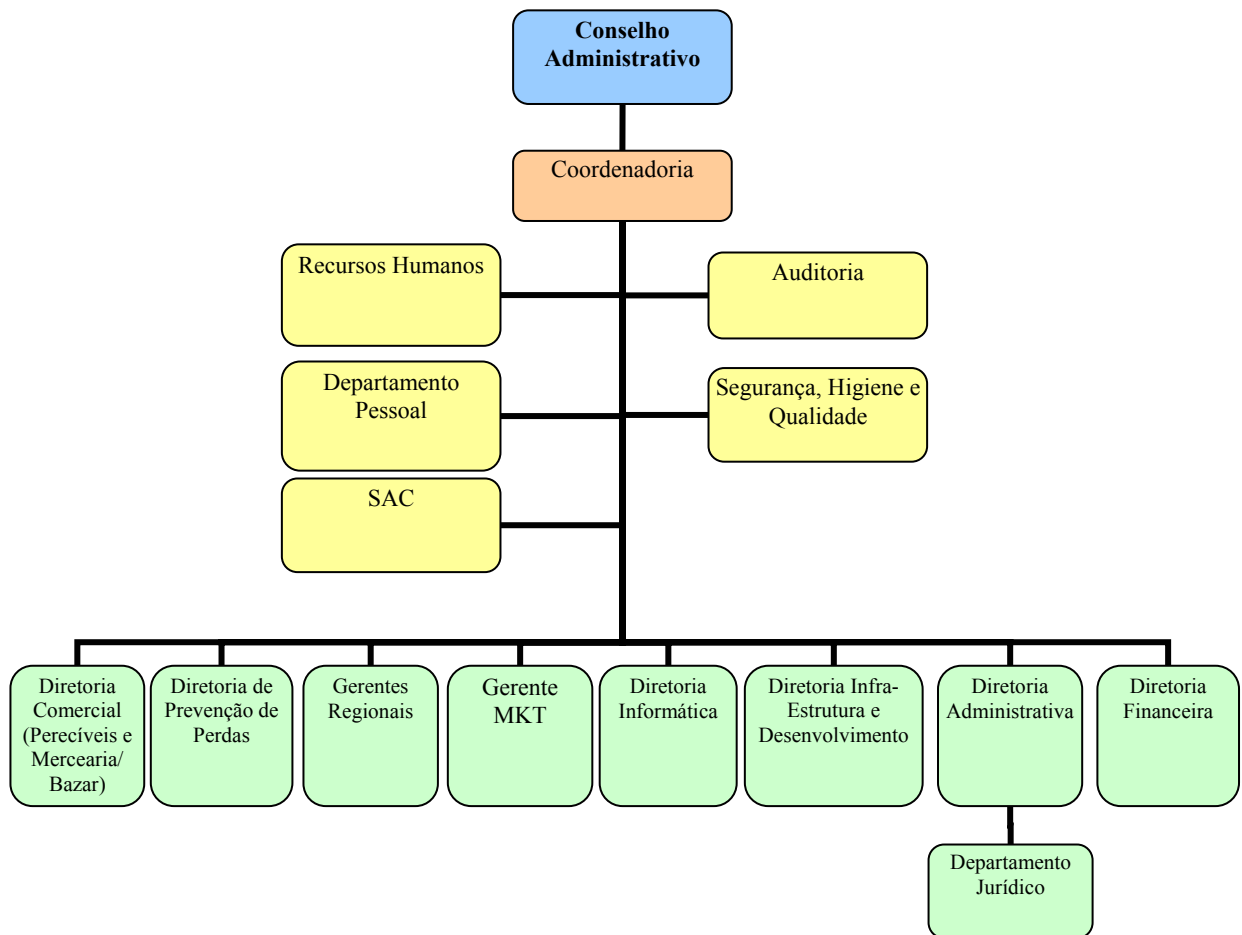 Conselho
Administrativo
Coordenadoria
Recursos Humanos
Auditoria
Departamento
Pessoal
Segurança, Higiene e
Qualidade
SAC
Diretoria
Comercial
(Perecíveis e
Mercearia/
Bazar)
Diretoria de
Prevenção de
Perdas
Gerentes
Regionais
Gerente
MKT
Diretoria
Informática
Diretoria Infra-
Estrutura e
Desenvolvimento
Diretoria
Administrativa
Diretoria
Financeira
Departamento
Jurídico